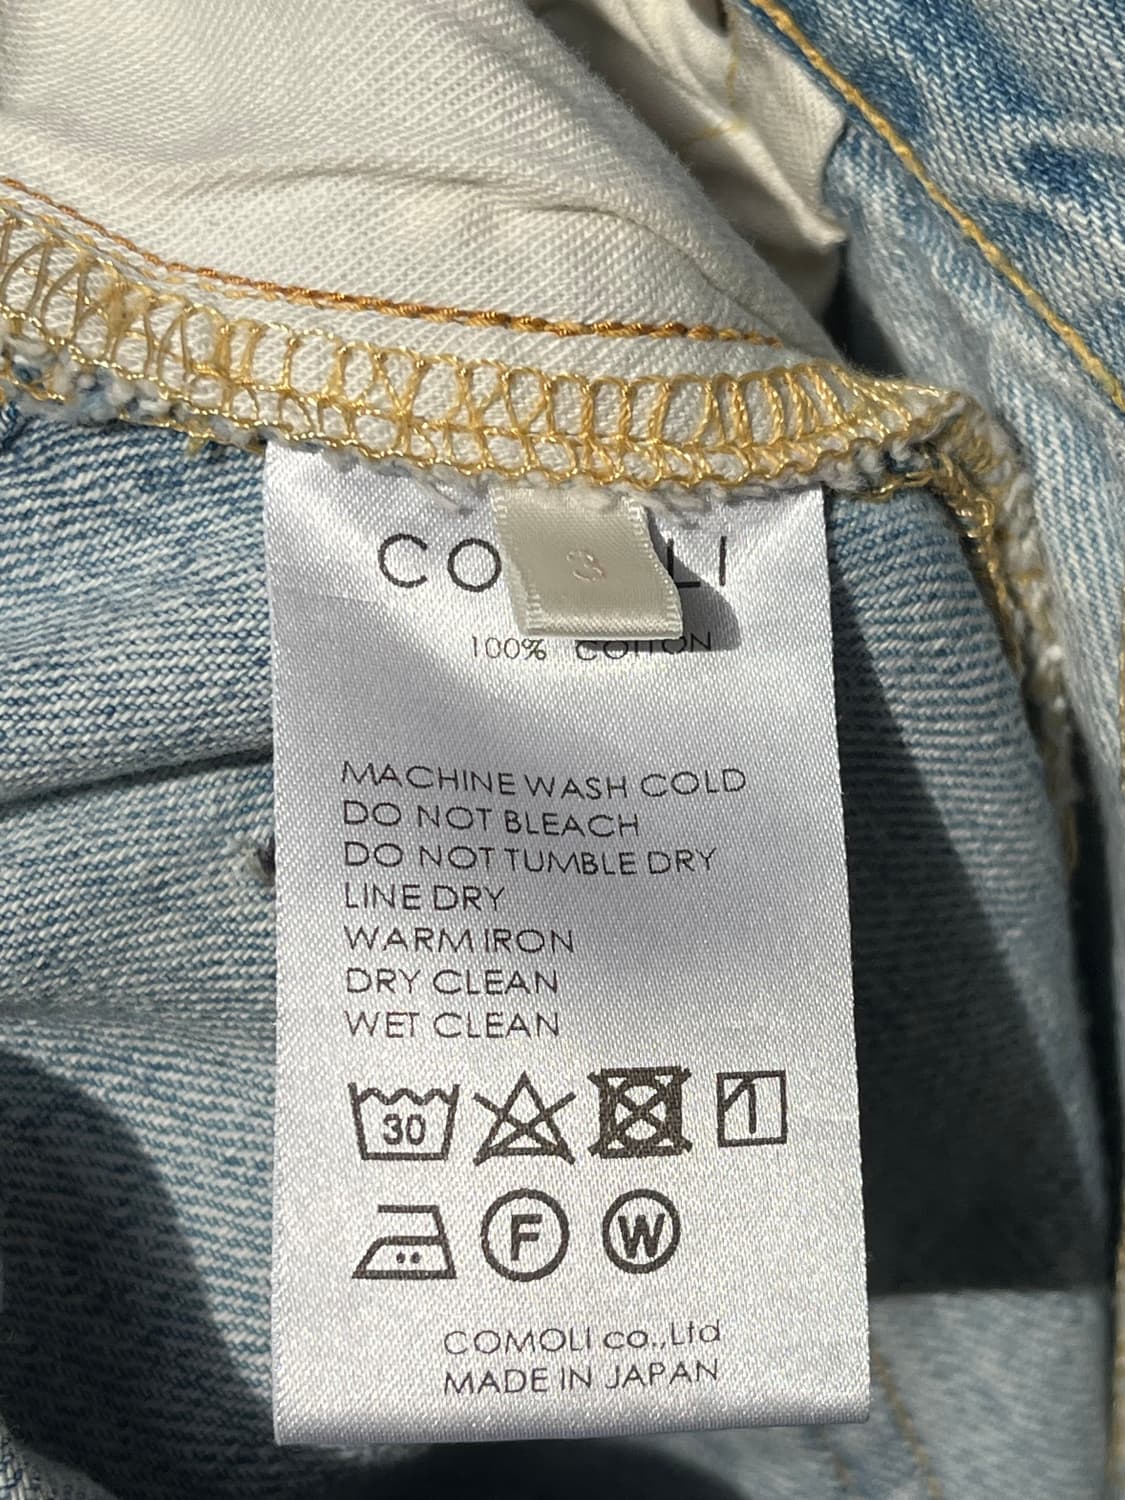 CO LI
3
100% COTTON
MACHINE WASH COLD
DO NOT BLEACH
DO NOT TUMBLE DRY
LINE DRY
WARM IRON
DRY CLEAN
WET CLEAN
30
F W
COMOLI co.,Ltd
MADE IN JAPAN